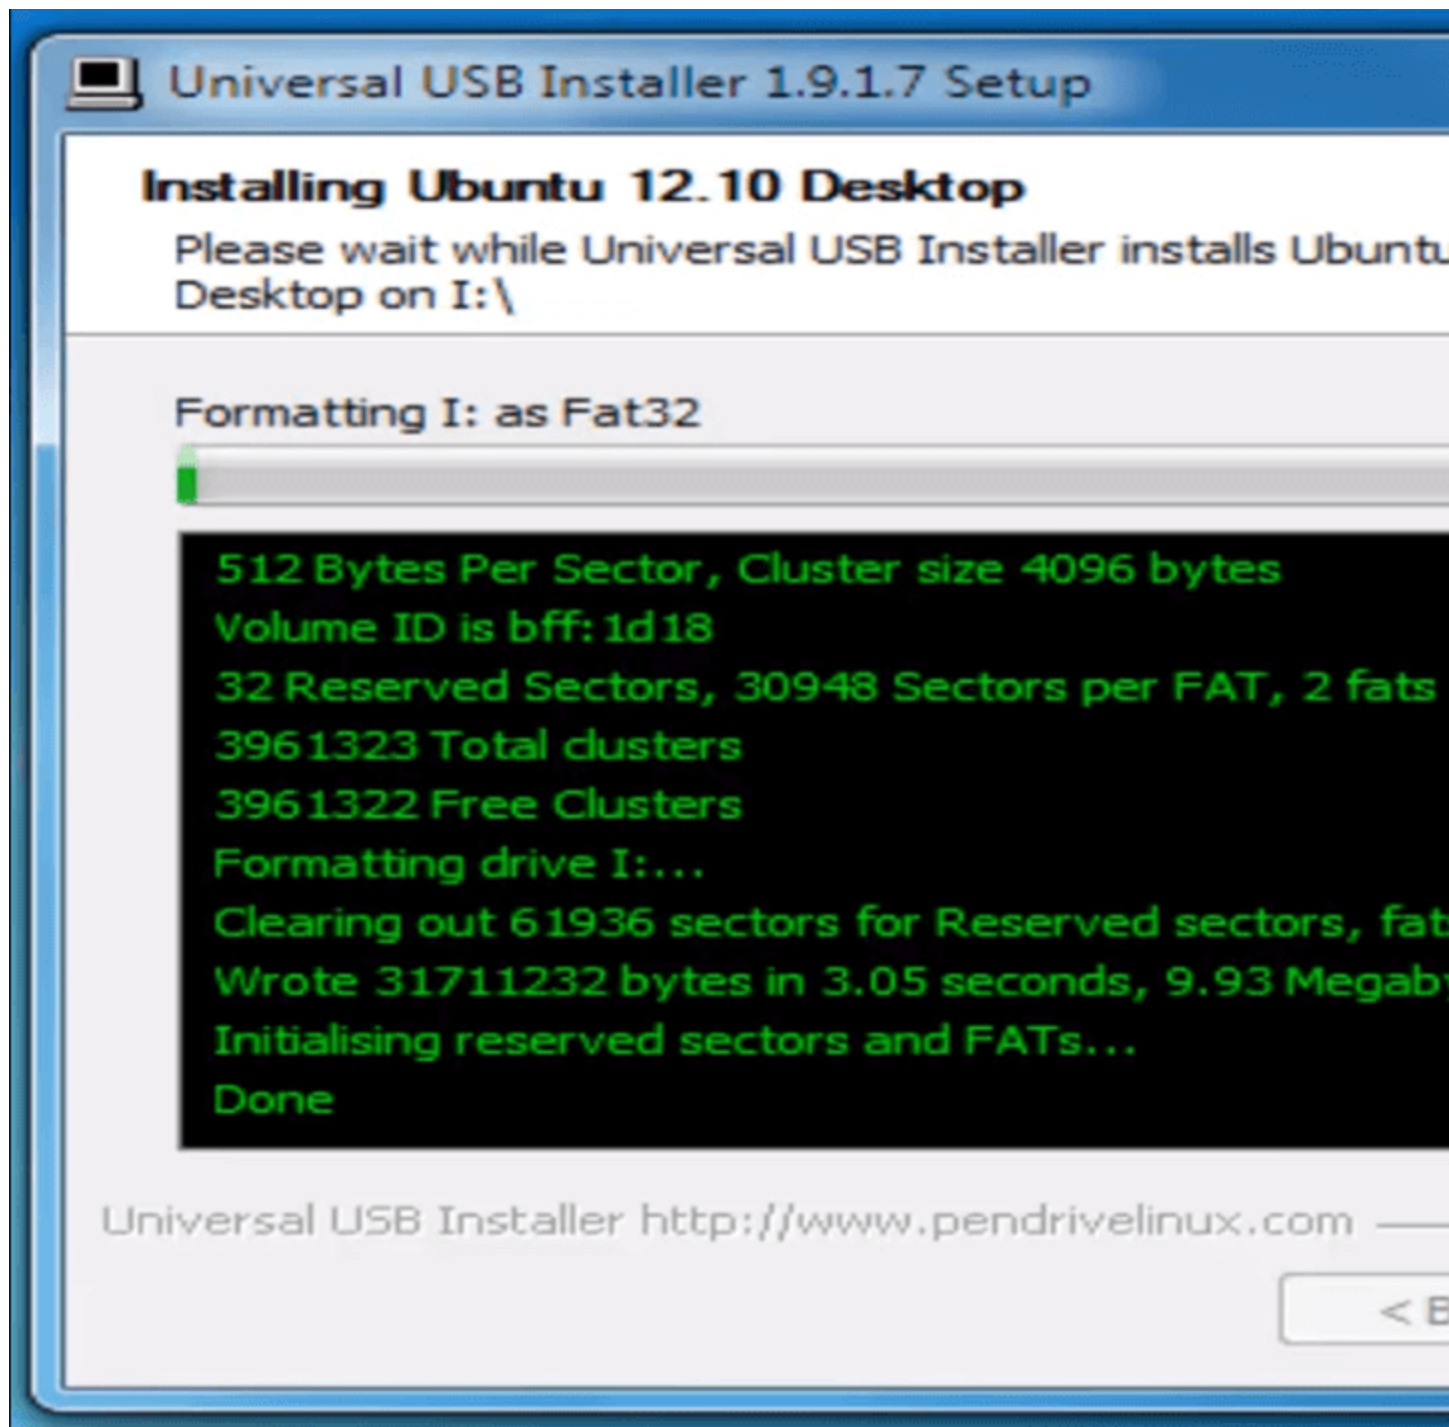 Universal USB Installer 1.9.1.7 Setup
Installing Ubuntu 12.10 Desktop
Please wait while Universal USB Installer installs Ubuntu
Desktop on I:\
Formatting I: as Fat32
512 Bytes Per Sector, Cluster size 4096 bytes
Volume ID is bff:1d18
32 Reserved Sectors, 30948 Sectors per FAT, 2 fats
3961323 Total clusters
3961322 Free Clusters
Formatting drive I:...
Clearing out 61936 sectors for Reserved sectors, fat
Wrote 31711232 bytes in 3.05 seconds, 9.93 Megaby
Initialising reserved sectors and FATs...
Done
Universal USB Installer http://www.pendrivelinux.com
< B